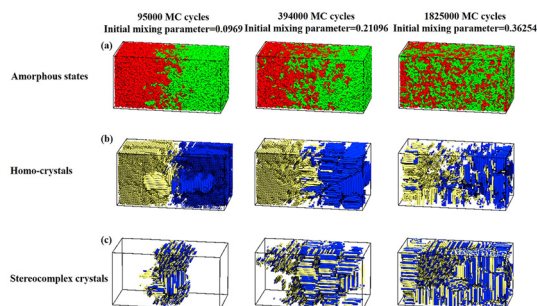 95000 MC cycles
Initial mixing parameter=0.0969
394000 MC cycles
Initial mixing parameter=0.21096
1825000 MC cycles
Initial mixing parameter=0.36254
(a)
Amorphous states
(b)
Homo-crystals
(c)
Stereocomplex crystals